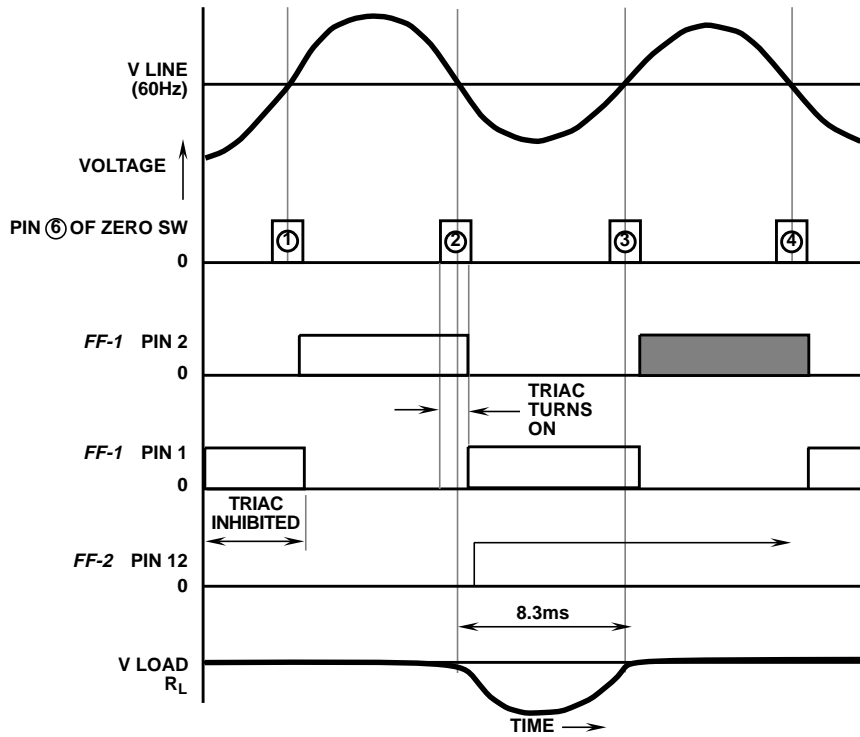 V LINE
(60Hz)
VOLTAGE
PIN ⑥ OF ZERO SW
① ② ③ ④
0
FF-1 PIN 2
0
TRIAC
TURNS
ON
FF-1 PIN 1
0
TRIAC
INHIBITED
FF-2 PIN 12
0
8.3ms
V LOAD
RL
TIME